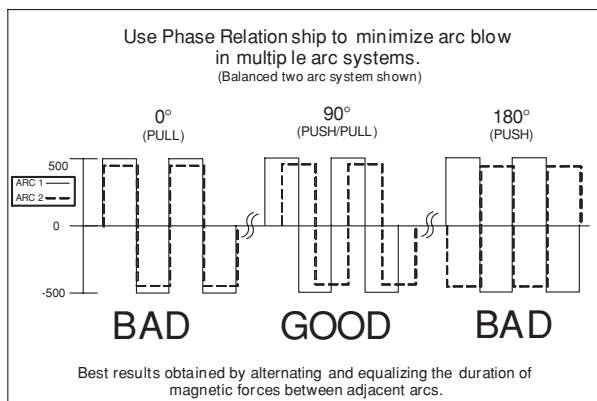 Use Phase Relation ship to minimize arc blow
in multip le arc systems.
(Balanced two arc system shown)
0°
(PULL)
90°
(PUSH/PULL)
180°
(PUSH)
500
ARC 1
ARC 2
0
-500
BAD
GOOD
BAD
Best results obtained by alternating and equalizing the duration of
magnetic forces between adjacent arcs.